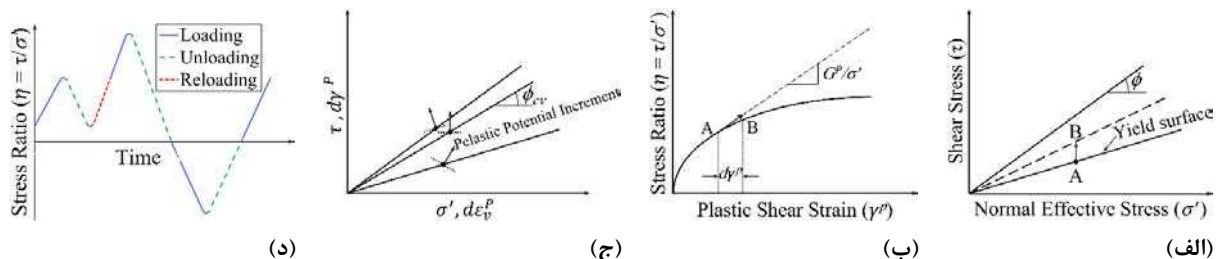 Stress Ratio (η = τ/σ′)
Loading
Unloading
Reloading
Time
(د)
τ, dγ^P
ϕ_cv
Pelastic Potential Increment
σ′, dε_v^P
(ج)
Stress Ratio (η = τ/σ′)
G^p/σ′
A
B
dγ^p
Plastic Shear Strain (γ^p)
(ب)
Shear Stress (τ)
ϕ
B
Yield surface
A
Normal Effective Stress (σ′)
(الف)